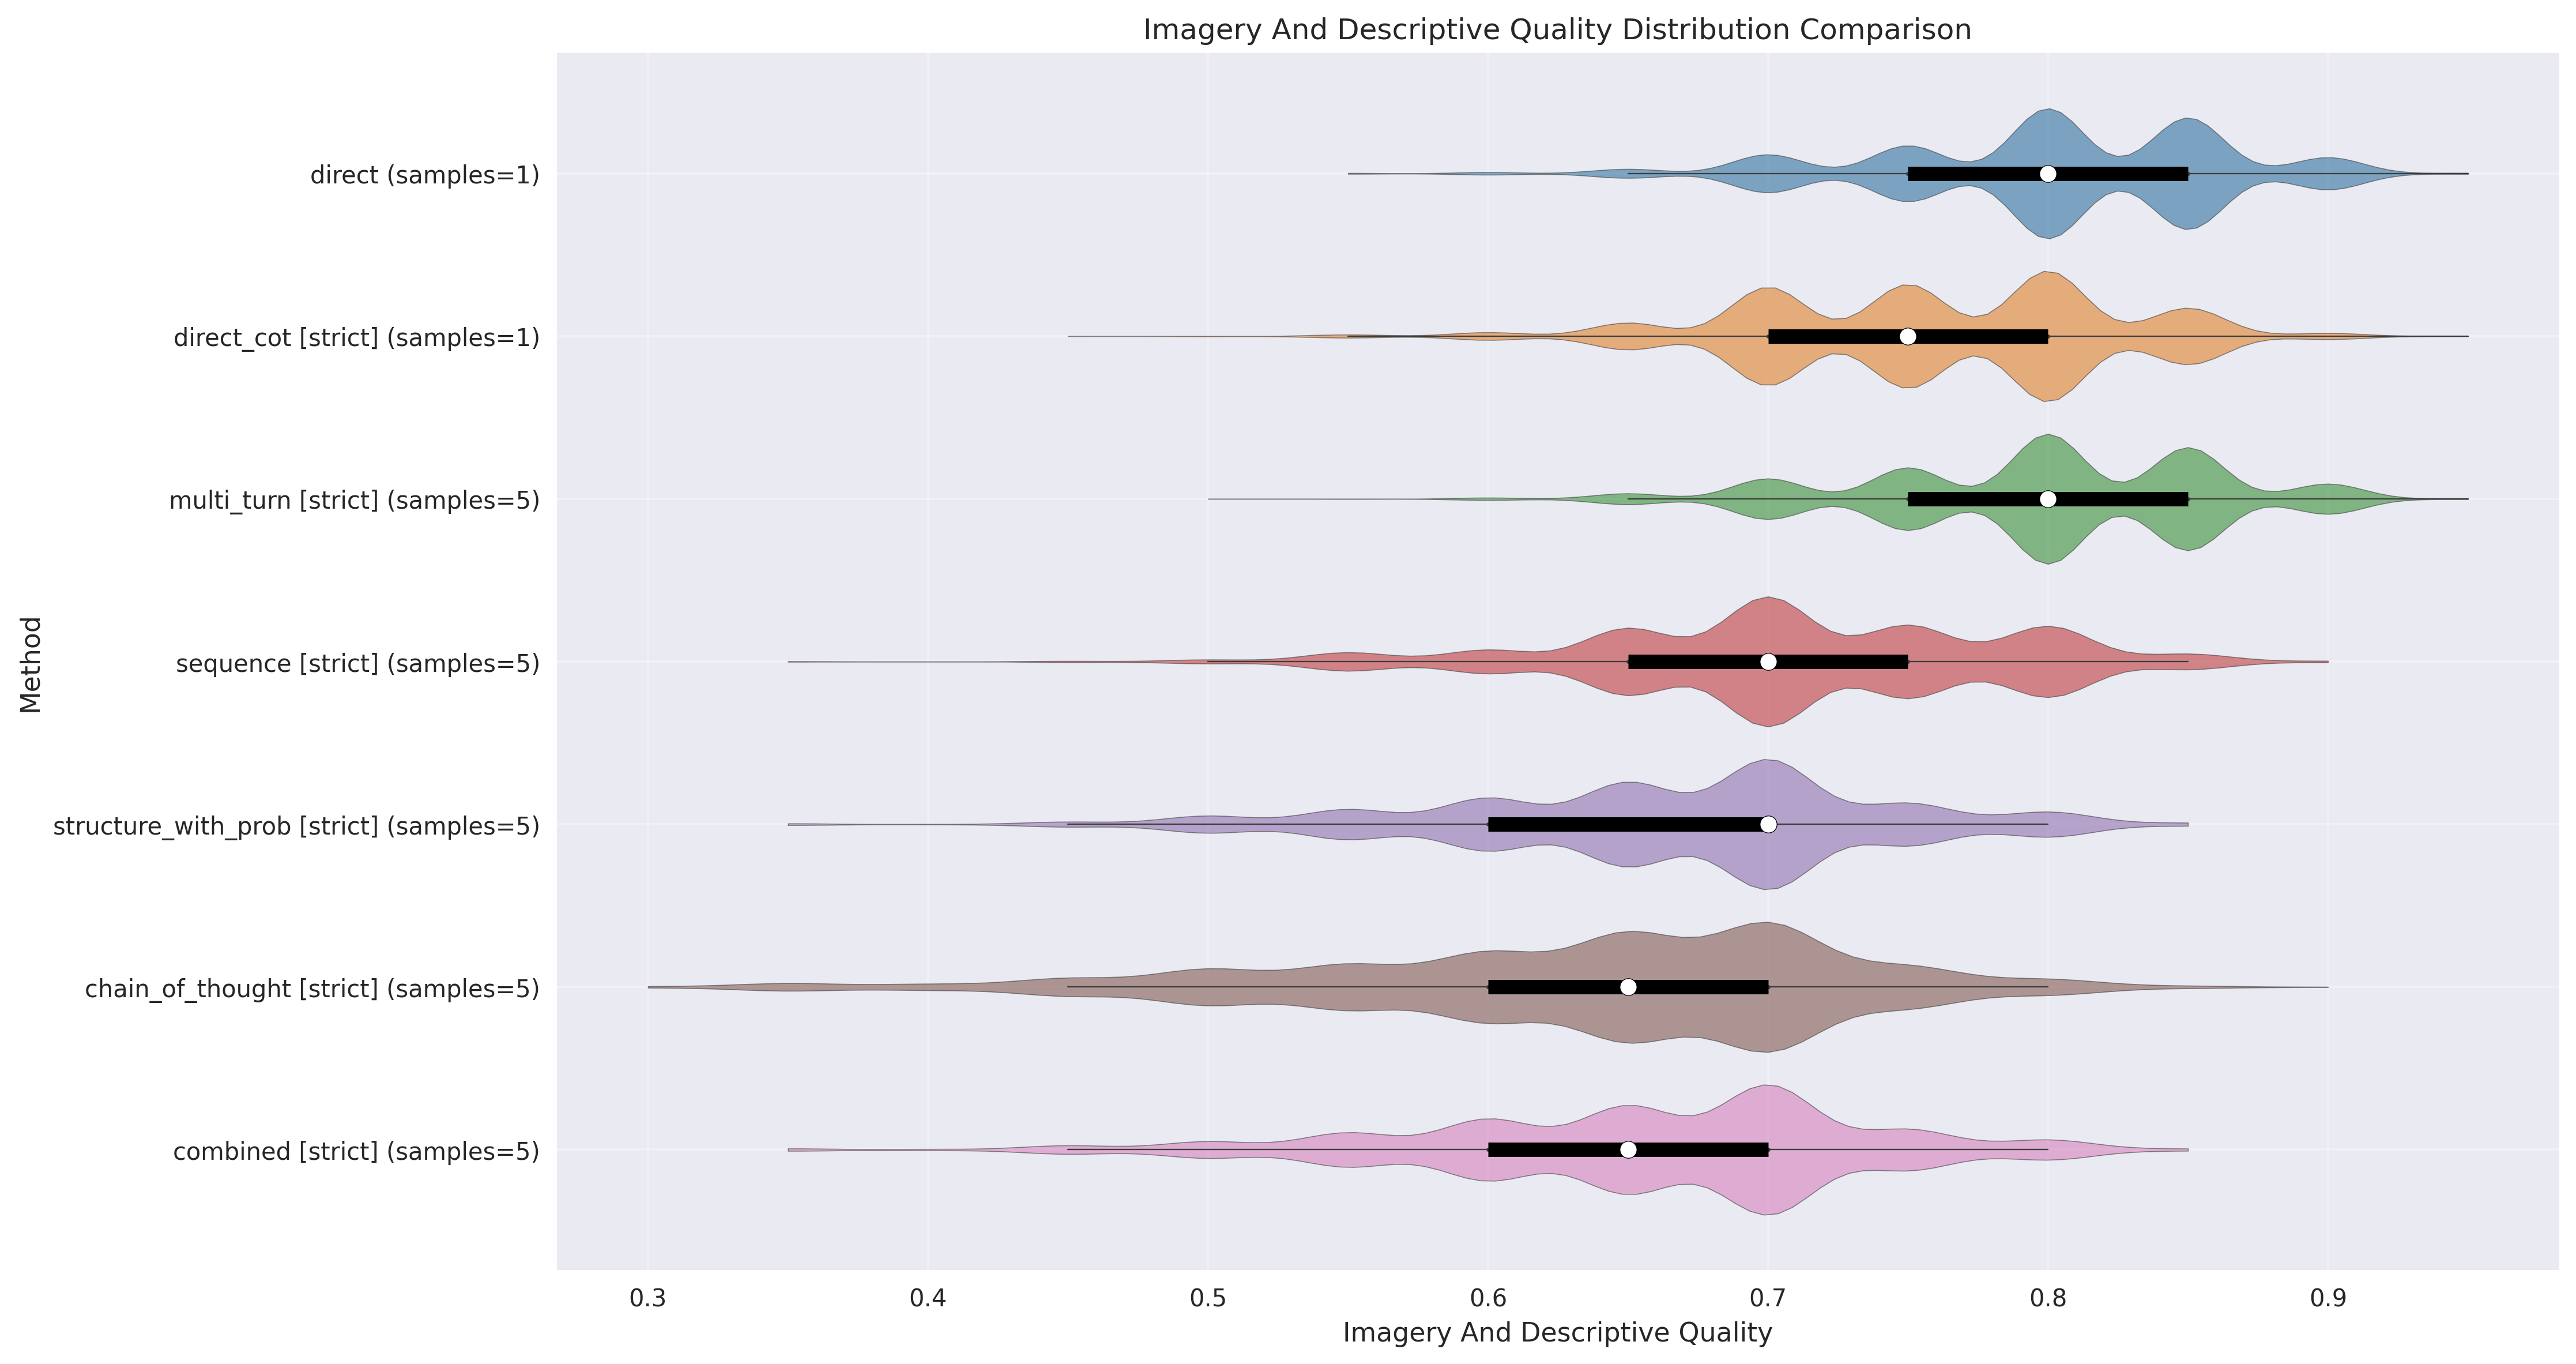 Imagery And Descriptive Quality Distribution Comparison
direct (samples=1)
direct_cot [strict] (samples=1)
multi_turn [strict] (samples=5)
sequence [strict] (samples=5)
structure_with_prob [strict] (samples=5)
chain_of_thought [strict] (samples=5)
combined [strict] (samples=5)
Method
0.3 0.4 0.5 0.6 0.7 0.8 0.9
Imagery And Descriptive Quality